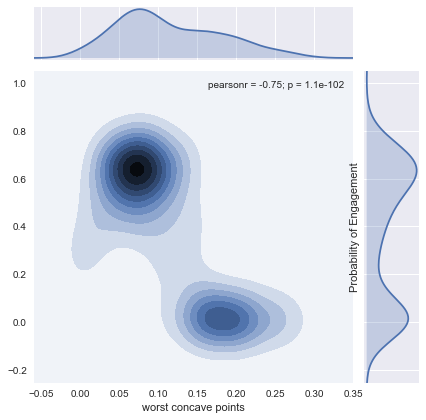 pearsonr = -0.75; p = 1.1e-102
1.0
0.8
0.6
0.4
0.2
0.0
−0.2
Probability of Engagement
−0.05 0.00 0.05 0.10 0.15 0.20 0.25 0.30 0.35
worst concave points